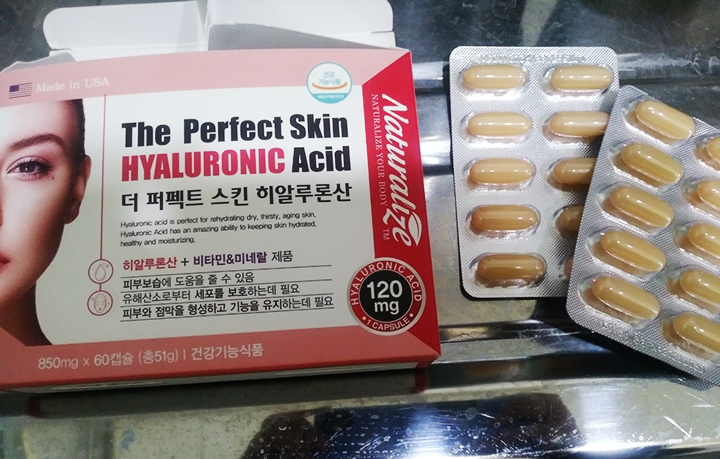 Made in USA
건강
기능식품
The Perfect Skin
HYALURONIC Acid
더 퍼펙트 스킨 히알루론산
Hyaluronic acid is perfect for rehydrating dry, thirsty, aging skin,
Hyaluronic Acid has an amazing ability to keeping skin hydrated,
healthy and moisturizing.
히알루론산 + 비타민&미네랄 제품
피부보습에 도움을 줄 수 있음
유해산소로부터 세포를 보호하는데 필요
피부와 점막을 형성하고 기능을 유지하는데 필요
850mg x 60캡슐 (총51g) | 건강기능식품
Naturalize
NATURALIZE YOUR BODY
TM
HYALURONIC ACID
120
mg
• 1 CAPSULE •